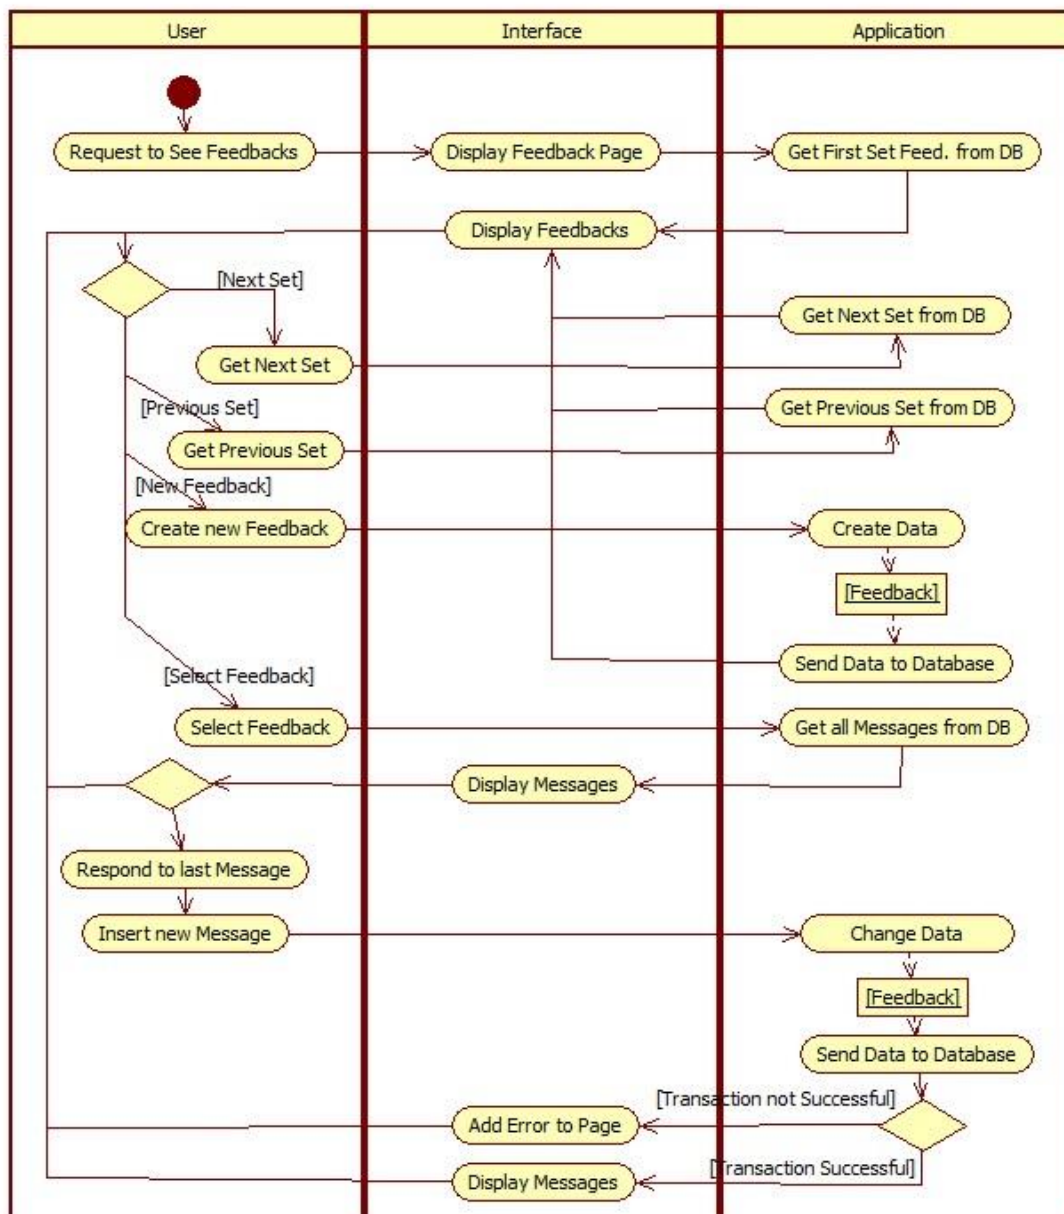 User
Interface
Application
Request to See Feedbacks
Display Feedback Page
Get First Set Feed. from DB
Display Feedbacks
[Next Set]
Get Next Set from DB
Get Next Set
[Previous Set]
Get Previous Set from DB
Get Previous Set
[New Feedback]
Create new Feedback
Create Data
[Feedback]
Send Data to Database
[Select Feedback]
Select Feedback
Get all Messages from DB
Display Messages
Respond to last Message
Insert new Message
Change Data
[Feedback]
Send Data to Database
[Transaction not Successful]
Add Error to Page
[Transaction Successful]
Display Messages